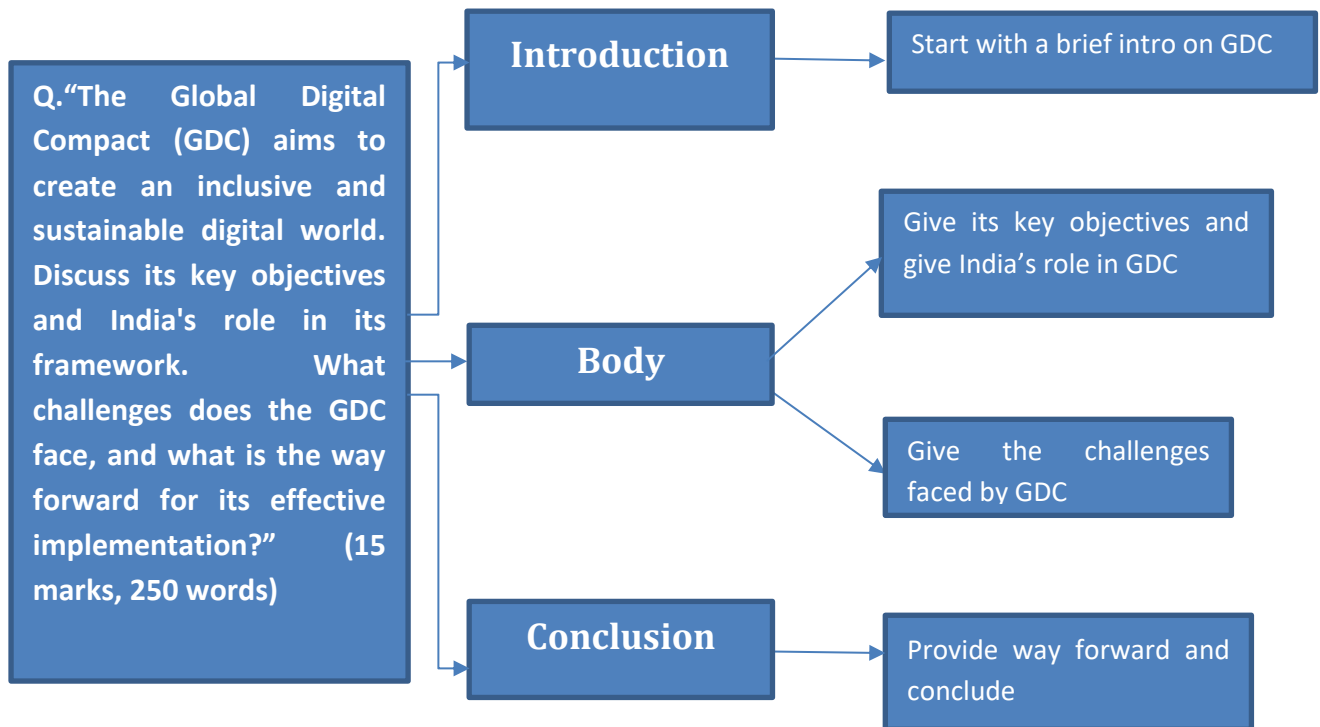 Q.“The Global Digital
Compact (GDC) aims to
create an inclusive and
sustainable digital world.
Discuss its key objectives
and India's role in its
framework. What
challenges does the GDC
face, and what is the way
forward for its effective
implementation?” (15
marks, 250 words)
Introduction
Start with a brief intro on GDC
Body
Give its key objectives and
give India’s role in GDC
Give the challenges
faced by GDC
Conclusion
Provide way forward and
conclude